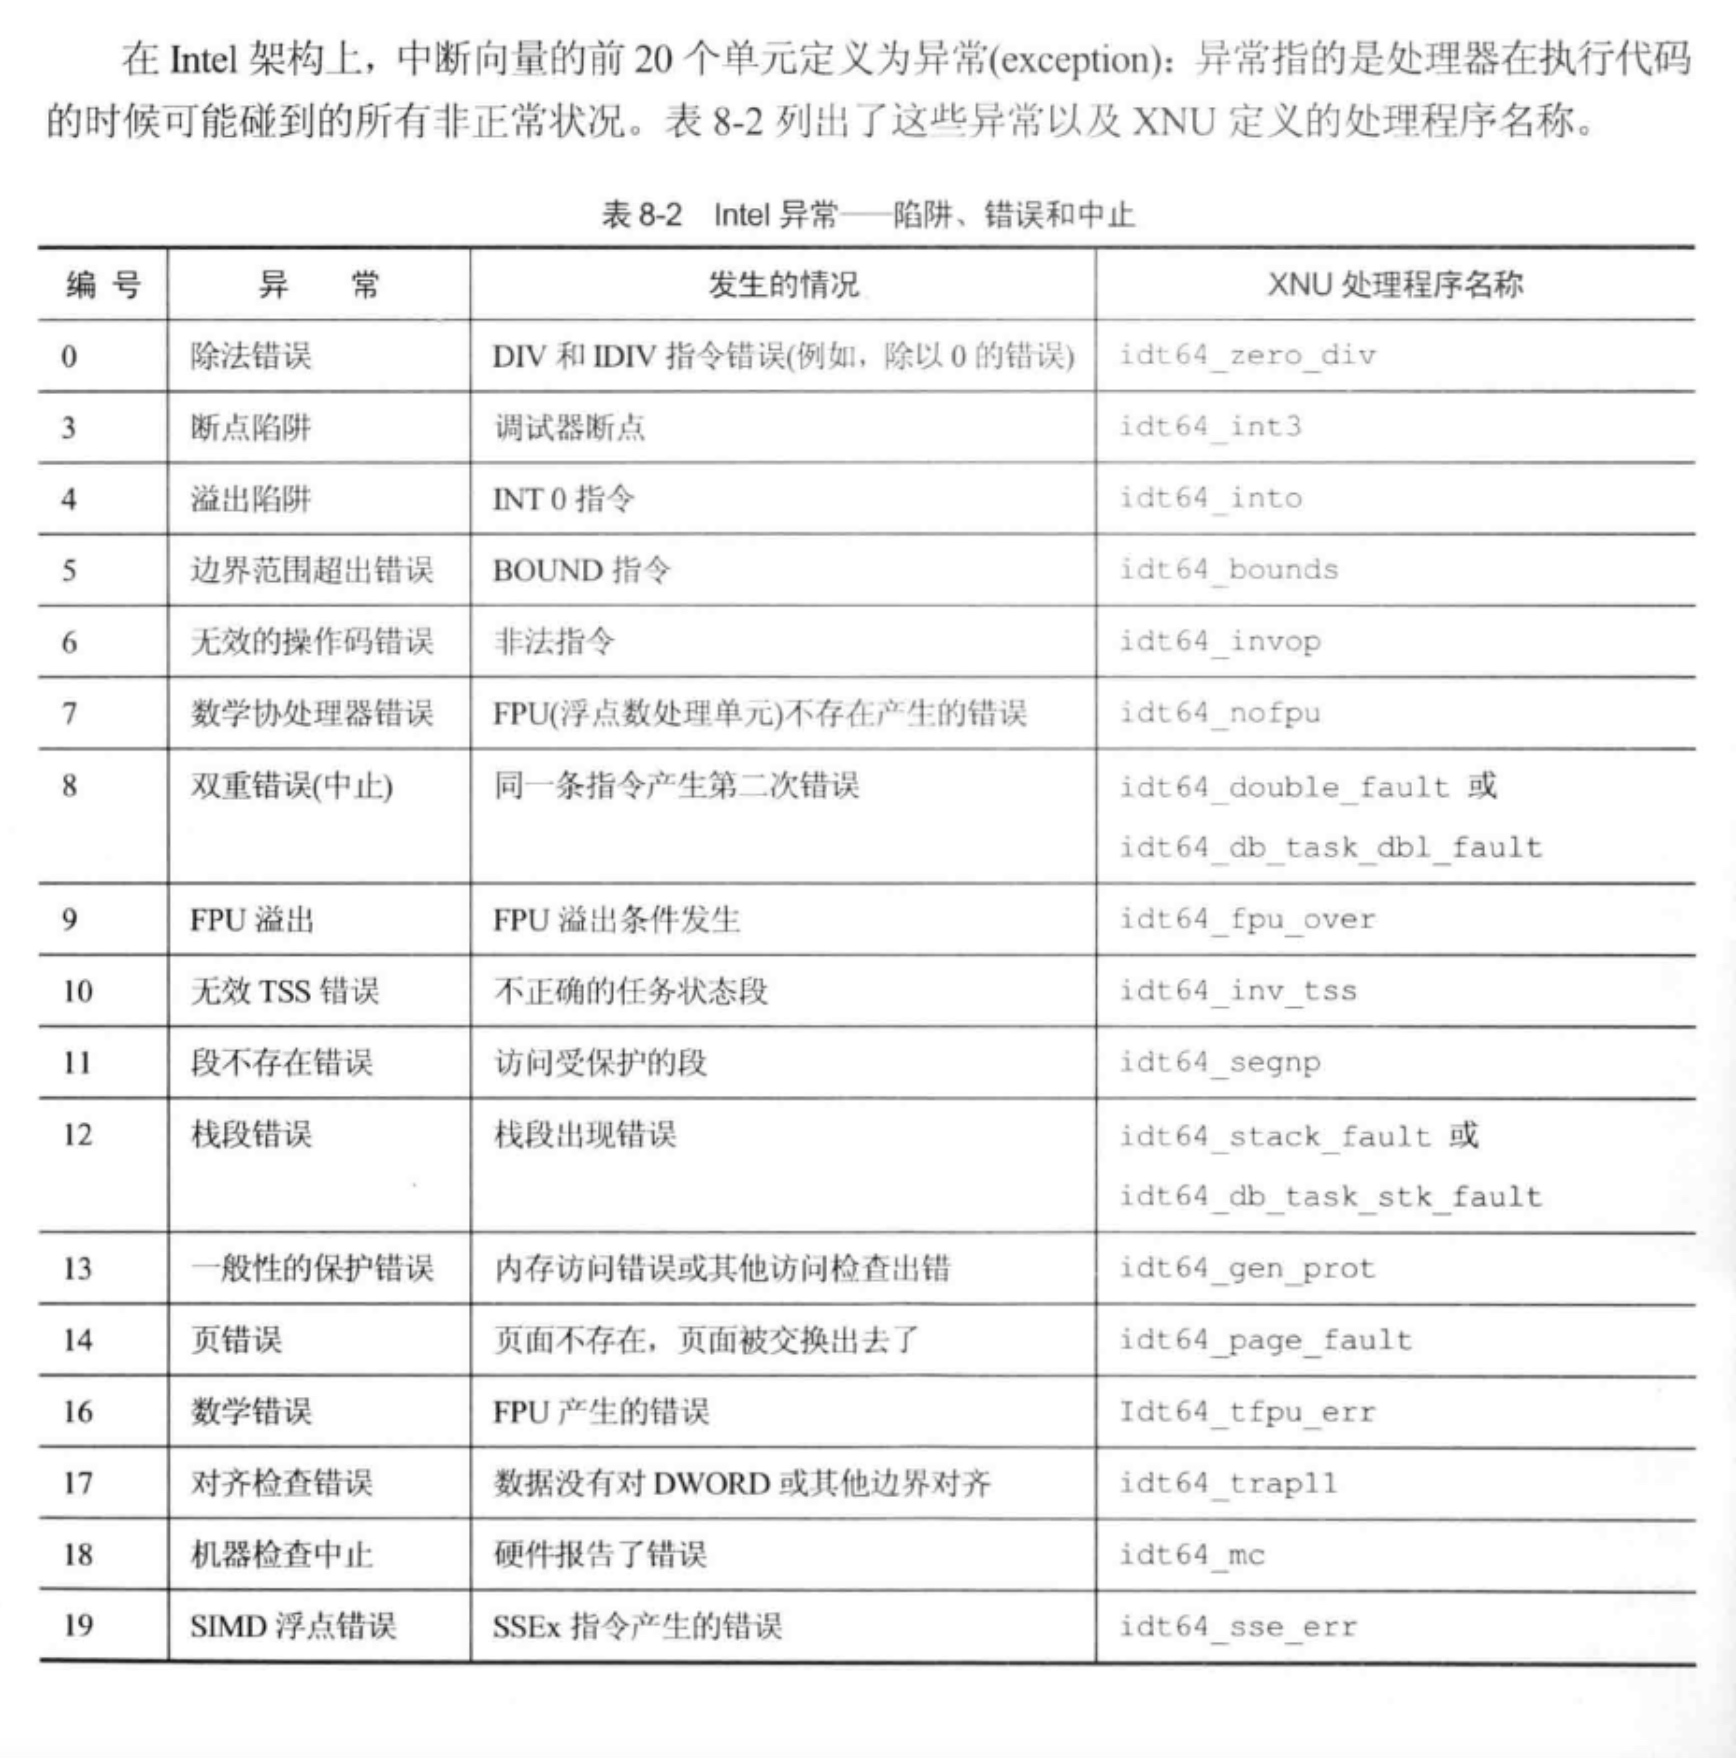 在 Intel 架构上，中断向量的前 20 个单元定义为异常(exception)：异常指的是处理器在执行代码
的时候可能碰到的所有非正常状况。表 8-2 列出了这些异常以及 XNU 定义的处理程序名称。
表 8-2 Intel 异常——陷阱、错误和中止
编 号 异 常 发生的情况 XNU 处理程序名称
0 除法错误 DIV 和 IDIV 指令错误(例如，除以 0 的错误) idt64_zero_div
3 断点陷阱 调试器断点 idt64_int3
4 溢出陷阱 INT 0 指令 idt64_into
5 边界范围超出错误 BOUND 指令 idt64_bounds
6 无效的操作码错误 非法指令 idt64_invop
7 数学协处理器错误 FPU(浮点数处理单元)不存在产生的错误 idt64_nofpu
8 双重错误(中止) 同一条指令产生第二次错误 idt64_double_fault 或
idt64_db_task_dbl_fault
9 FPU 溢出 FPU 溢出条件发生 idt64_fpu_over
10 无效 TSS 错误 不正确的任务状态段 idt64_inv_tss
11 段不存在错误 访问受保护的段 idt64_segnp
12 栈段错误 栈段出现错误 idt64_stack_fault 或
idt64_db_task_stk_fault
13 一般性的保护错误 内存访问错误或其他访问检查出错 idt64_gen_prot
14 页错误 页面不存在，页面被交换出去了 idt64_page_fault
16 数学错误 FPU 产生的错误 Idt64_tfpu_err
17 对齐检查错误 数据没有对 DWORD 或其他边界对齐 idt64_trap11
18 机器检查中止 硬件报告了错误 idt64_mc
19 SIMD 浮点错误 SSEx 指令产生的错误 idt64_sse_err